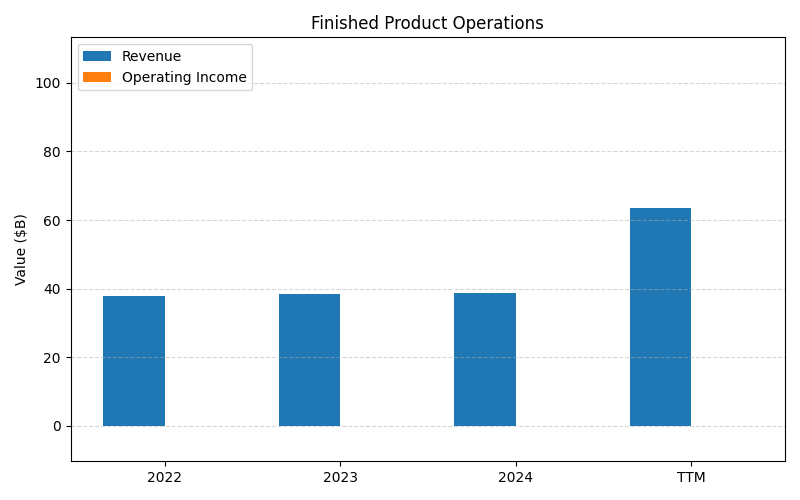 Finished Product Operations
Revenue
Operating Income
Value ($B)
100
80
60
40
20
0
2022 2023 2024 TTM